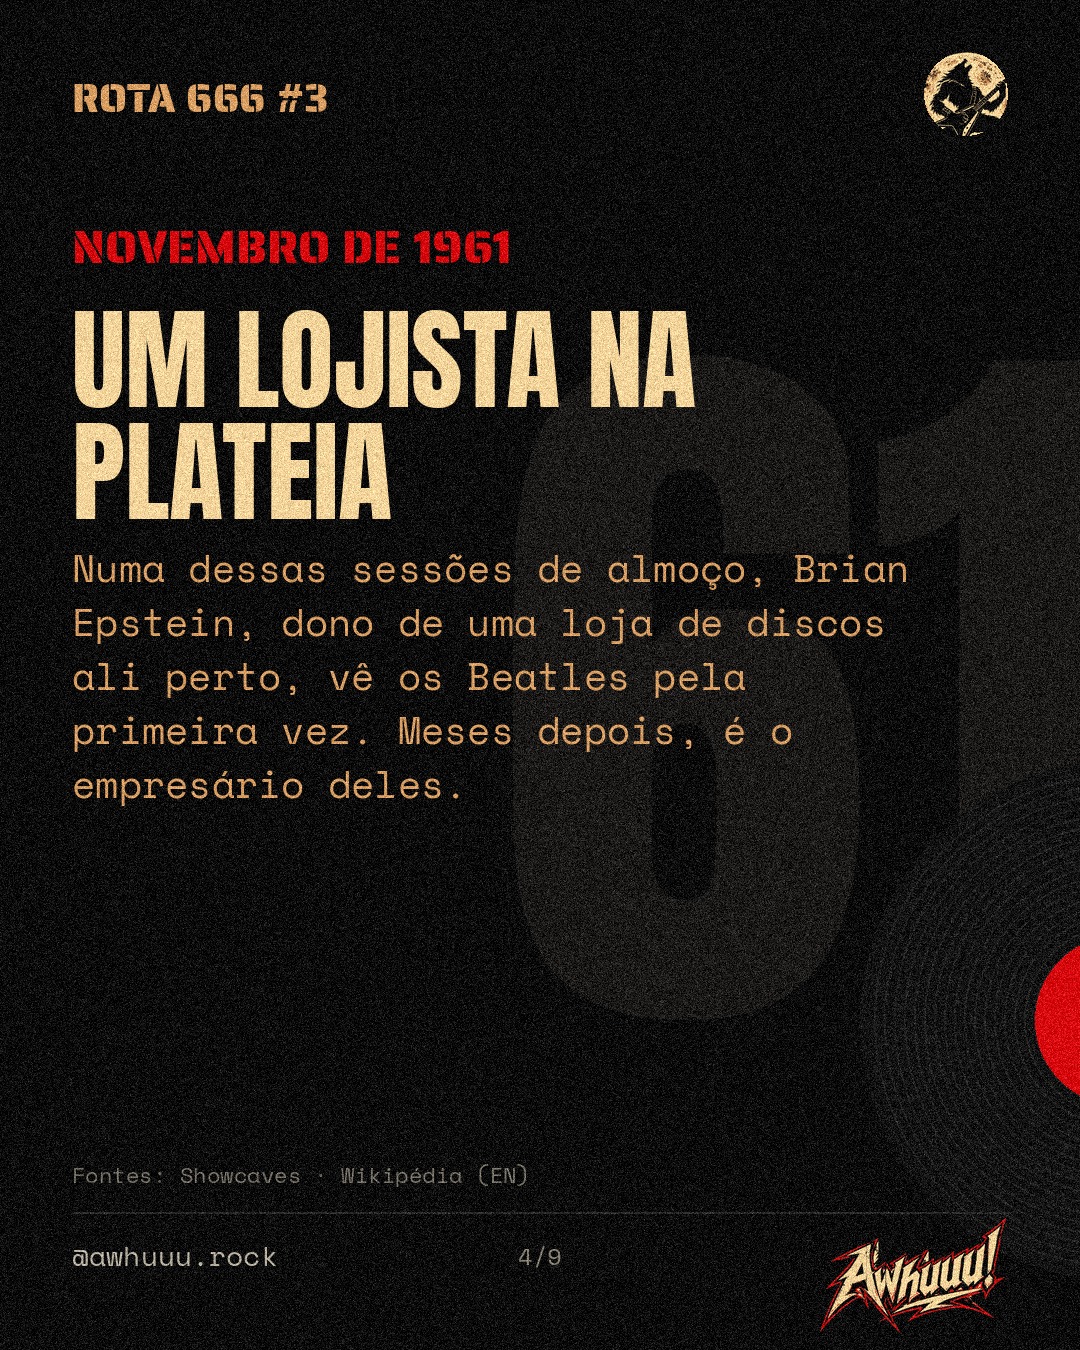 ROTA 666 #3
NOVEMBRO DE 1961
UM LOJISTA NA
PLATEIA
Numa dessas sessões de almoço, Brian
Epstein, dono de uma loja de discos
ali perto, vê os Beatles pela
primeira vez. Meses depois, é o
empresário deles.
61
Fontes: Showcaves · Wikipédia (EN)
@awhuuu.rock
4/9
Awhuuu!